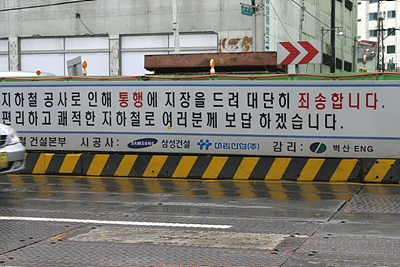 지하철 공사로 인해 통행에 지장을 드려 대단히 죄송합니다.
편리하고 쾌적한 지하철로 여러분께 보답 하겠습니다.
건설본부 시공사: SAMSUNG 삼성건설 대림산업(주) 감리: 벽산 ENG